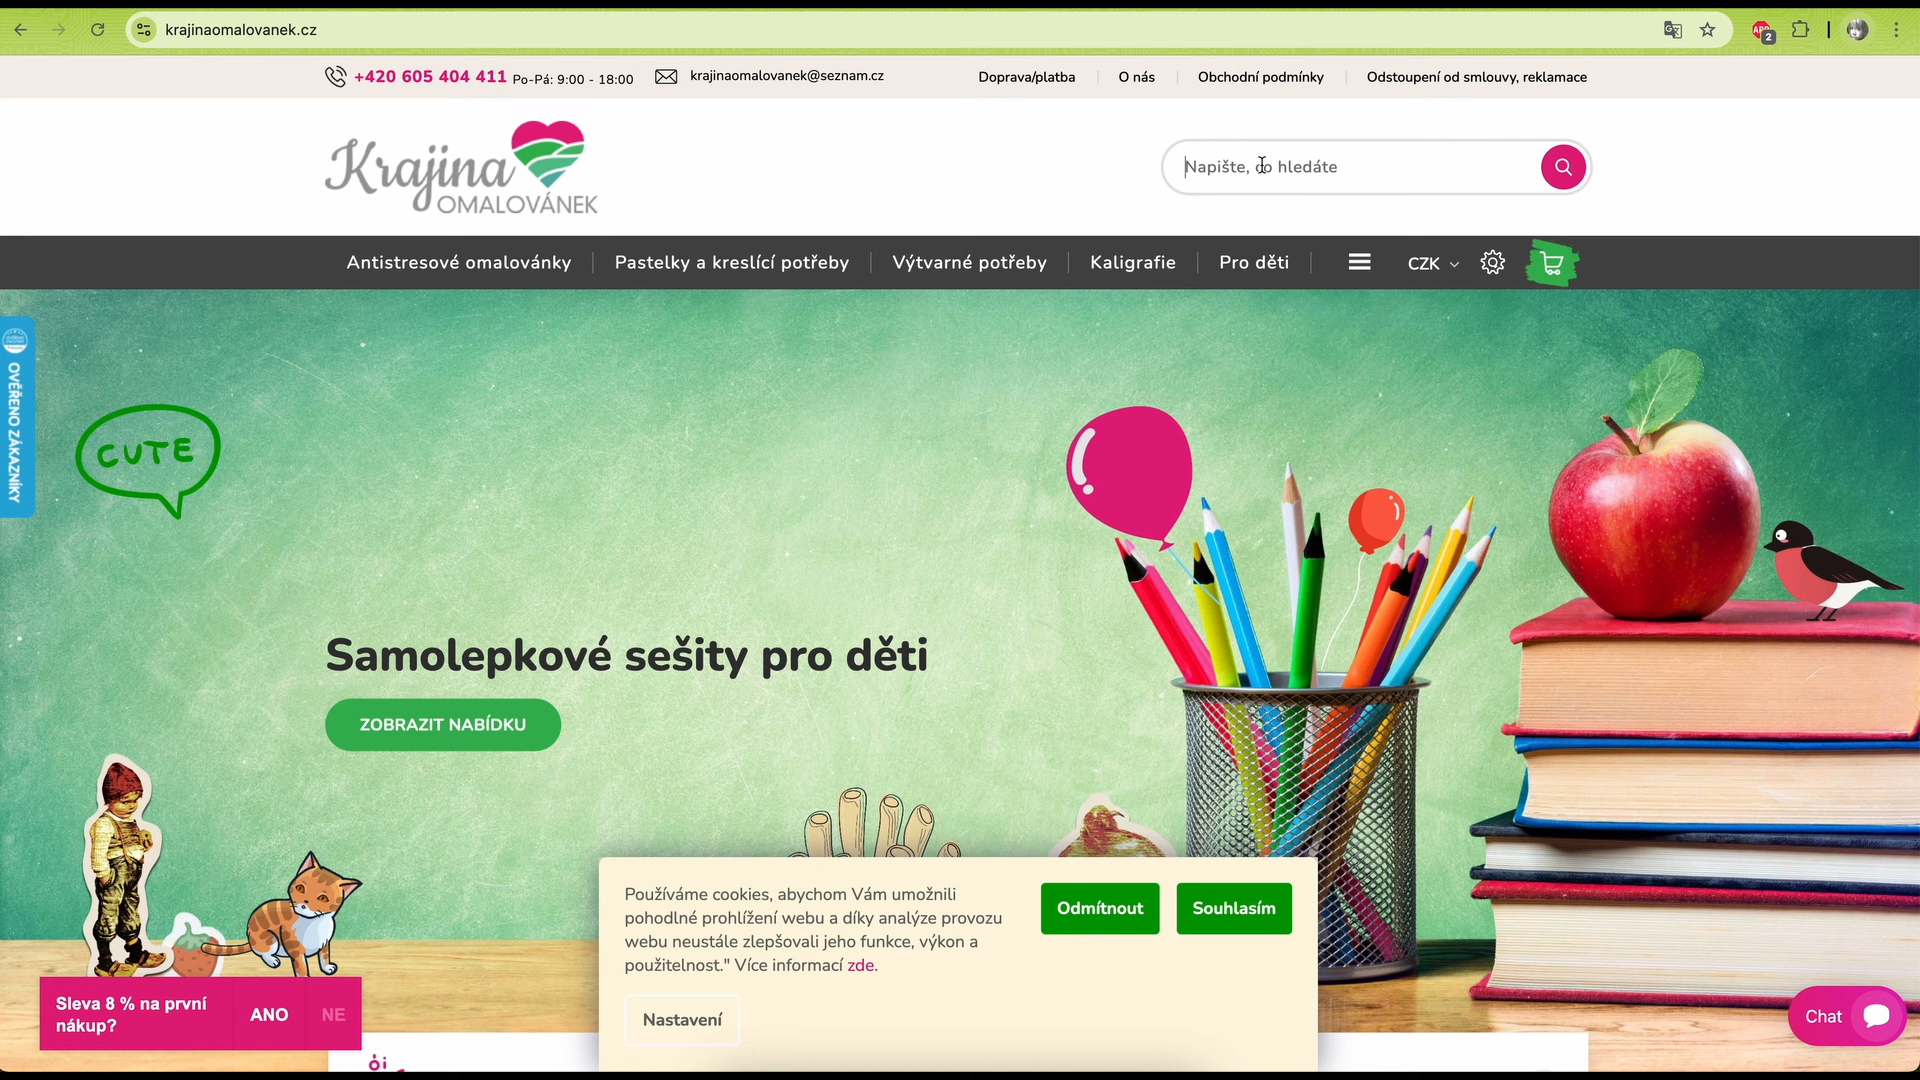 krajinaomalovanek.cz
2
+420 605 404 411 Po-Pá: 9:00 - 18:00 krajinaomalovanek@seznam.cz Doprava/platba O nás Obchodní podmínky Odstoupení od smlouvy, reklamace
Krajina
OMALOVÁNEK
Napište, co hledáte
Antistresové omalovánky Pastelky a kreslící potřeby Výtvarné potřeby Kaligrafie Pro děti CZK
OVĚŘENO ZÁKAZNÍKY
CUTE
Samolepkové sešity pro děti
ZOBRAZIT NABÍDKU
Používáme cookies, abychom Vám umožnili
pohodlné prohlížení webu a díky analýze provozu
webu neustále zlepšovali jeho funkce, výkon a
použitelnost." Více informací zde.
Odmítnout Souhlasím
Nastavení
Sleva 8 % na první
nákup?
ANO NE
Chat